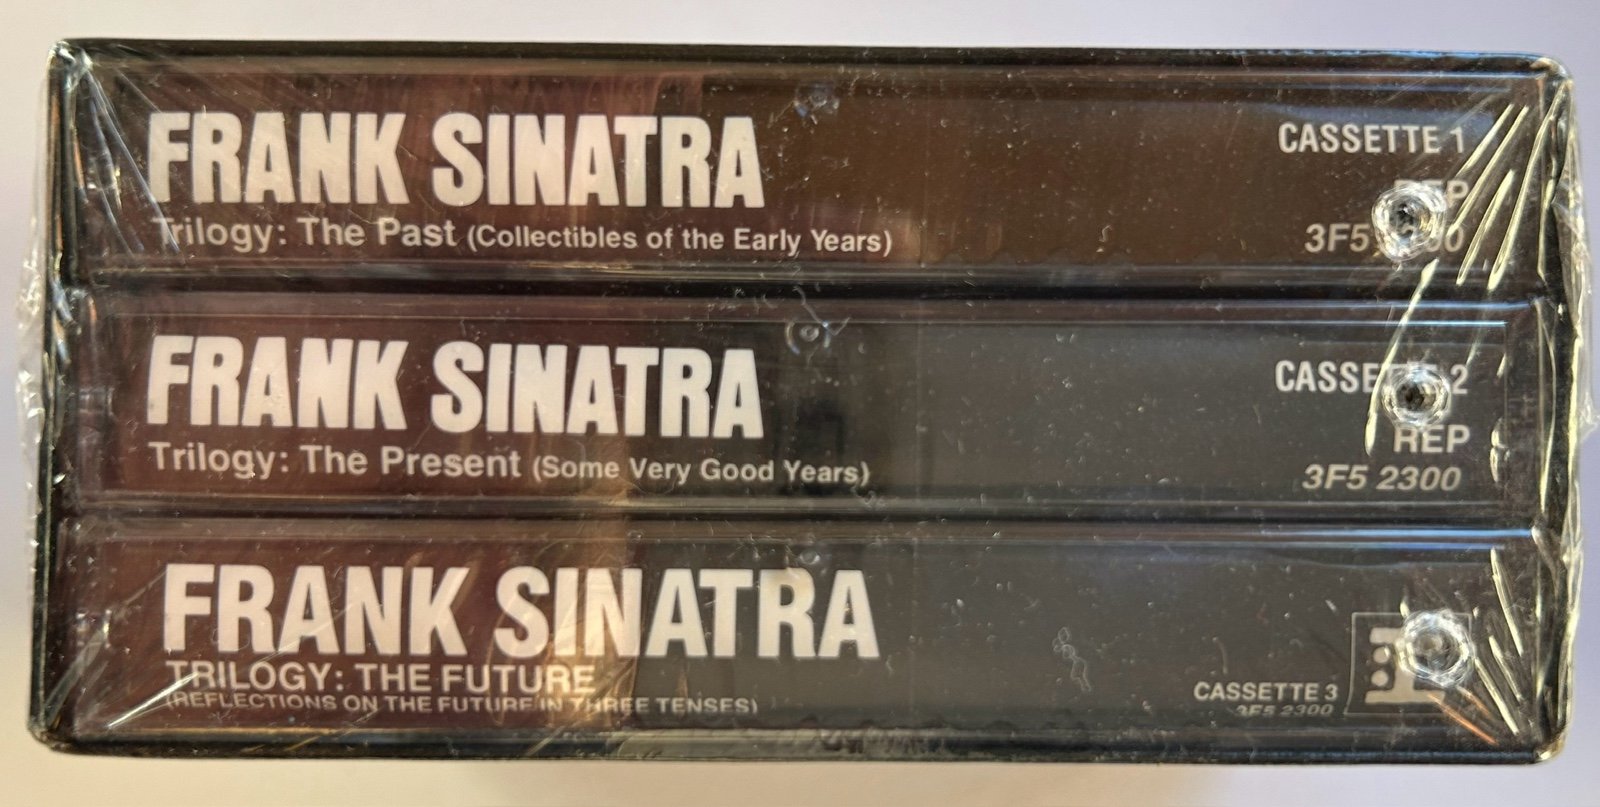 FRANK SINATRA
Trilogy: The Past (Collectibles of the Early Years)
CASSETTE 1
REP
FRANK SINATRA
Trilogy: The Present (Some Very Good Years)
2
REP
3F5 2300
FRANK SINATRA
TRILOGY: THE FUTURE
(REFLECTIONS ON THE FUTURE IN THREE TENSES)
CASSETTE 3
3F5 2300